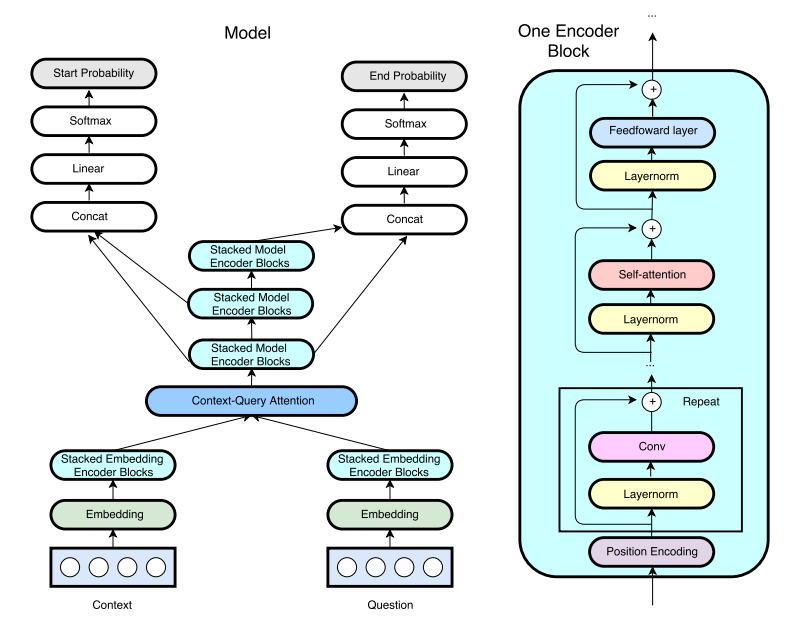 Model
Start Probability
Softmax
Linear
Concat
End Probability
Softmax
Linear
Concat
Stacked Model
Encoder Blocks
Stacked Model
Encoder Blocks
Stacked Model
Encoder Blocks
Context-Query Attention
Stacked Embedding
Encoder Blocks
Embedding
Context
Stacked Embedding
Encoder Blocks
Embedding
Question
One Encoder
Block
...
+
Feedfoward layer
Layernorm
+
Self-attention
Layernorm
...
+
Repeat
Conv
Layernorm
Position Encoding